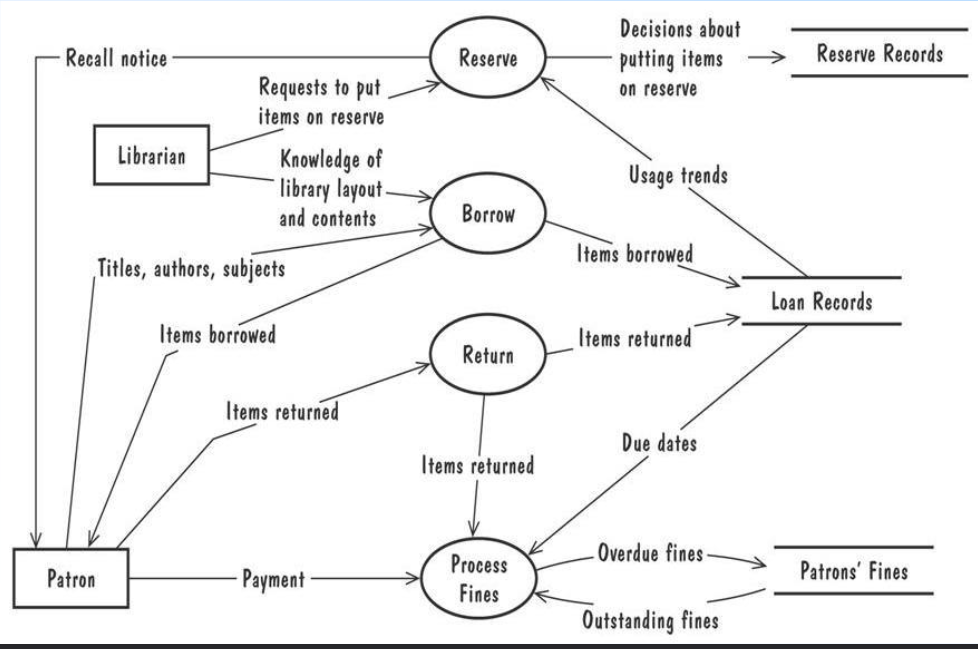 Recall notice
Reserve
Decisions about
putting items
on reserve
Reserve Records
Requests to put
items on reserve
Librarian
Knowledge of
library layout
and contents
Usage trends
Borrow
Titles, authors, subjects
Items borrowed
Loan Records
Items borrowed
Return
Items returned
Items returned
Due dates
Items returned
Patron
Payment
Process
Fines
Overdue fines
Patrons' Fines
Outstanding fines